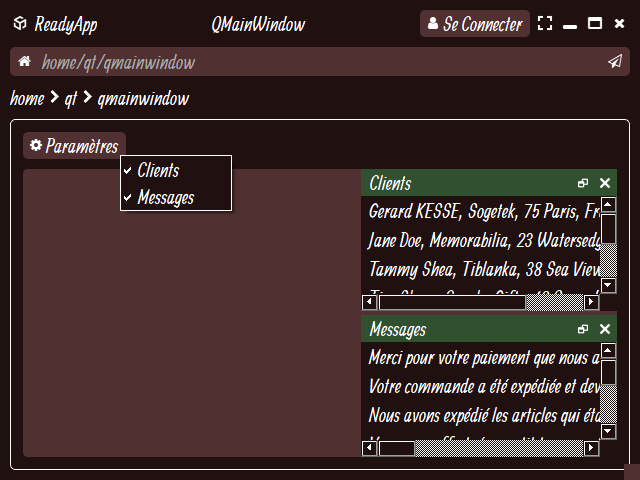 ReadyApp
QMainWindow
Se Connecter
home/qt/qmainwindow
home > qt > qmainwindow
Paramètres
Clients
Messages
Clients
Gerard KESSE, Sogetek, 75 Paris, Fr
Jane Doe, Memorabilia, 23 Watersedg
Tammy Shea, Tiblanka, 38 Sea View
Messages
Merci pour votre paiement que nous a
Votre commande a été expédiée et dev
Nous avons expédié les articles qui éta